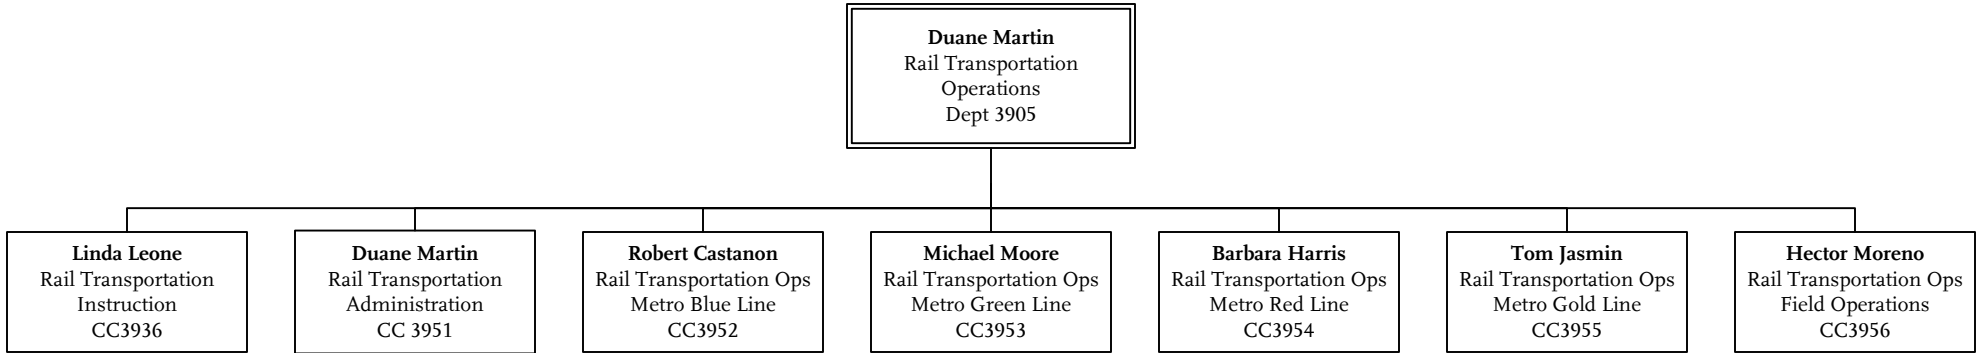 Duane Martin
Rail Transportation
Operations
Dept 3905
Linda Leone
Rail Transportation
Instruction
CC3936
Duane Martin
Rail Transportation
Administration
CC 3951
Robert Castanon
Rail Transportation Ops
Metro Blue Line
CC3952
Michael Moore
Rail Transportation Ops
Metro Green Line
CC3953
Barbara Harris
Rail Transportation Ops
Metro Red Line
CC3954
Tom Jasmin
Rail Transportation Ops
Metro Gold Line
CC3955
Hector Moreno
Rail Transportation Ops
Field Operations
CC3956